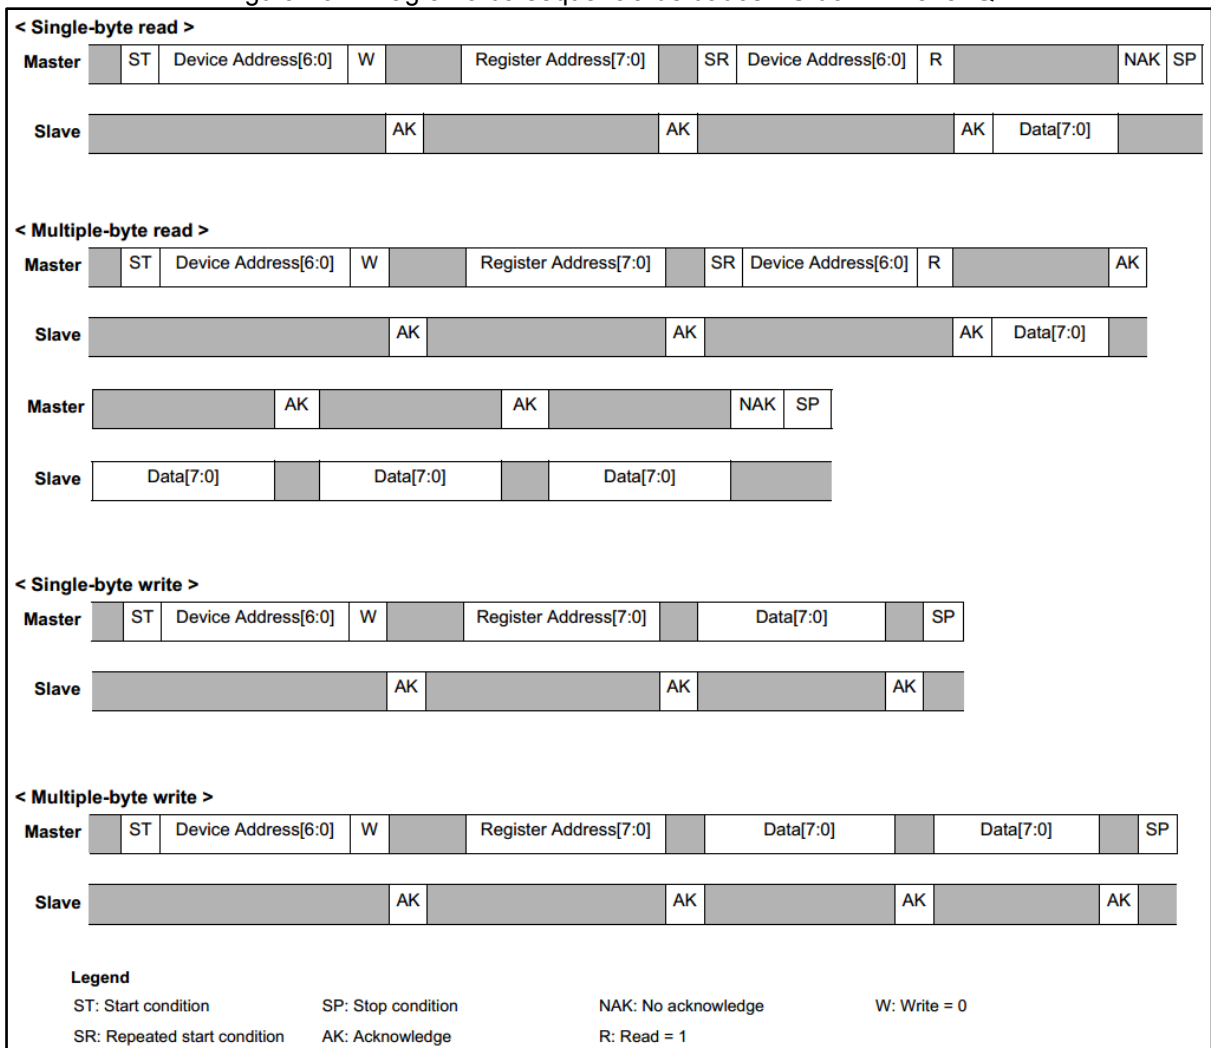 < Single-byte read >
Master ST Device Address[6:0] W Register Address[7:0] SR Device Address[6:0] R NAK SP
Slave AK AK AK Data[7:0]
< Multiple-byte read >
Master ST Device Address[6:0] W Register Address[7:0] SR Device Address[6:0] R AK
Slave AK AK AK Data[7:0]
Master AK AK NAK SP
Slave Data[7:0] Data[7:0] Data[7:0]
< Single-byte write >
Master ST Device Address[6:0] W Register Address[7:0] Data[7:0] SP
Slave AK AK AK
< Multiple-byte write >
Master ST Device Address[6:0] W Register Address[7:0] Data[7:0] Data[7:0] SP
Slave AK AK AK AK
Legend
ST: Start condition SP: Stop condition NAK: No acknowledge W: Write = 0
SR: Repeated start condition AK: Acknowledge R: Read = 1